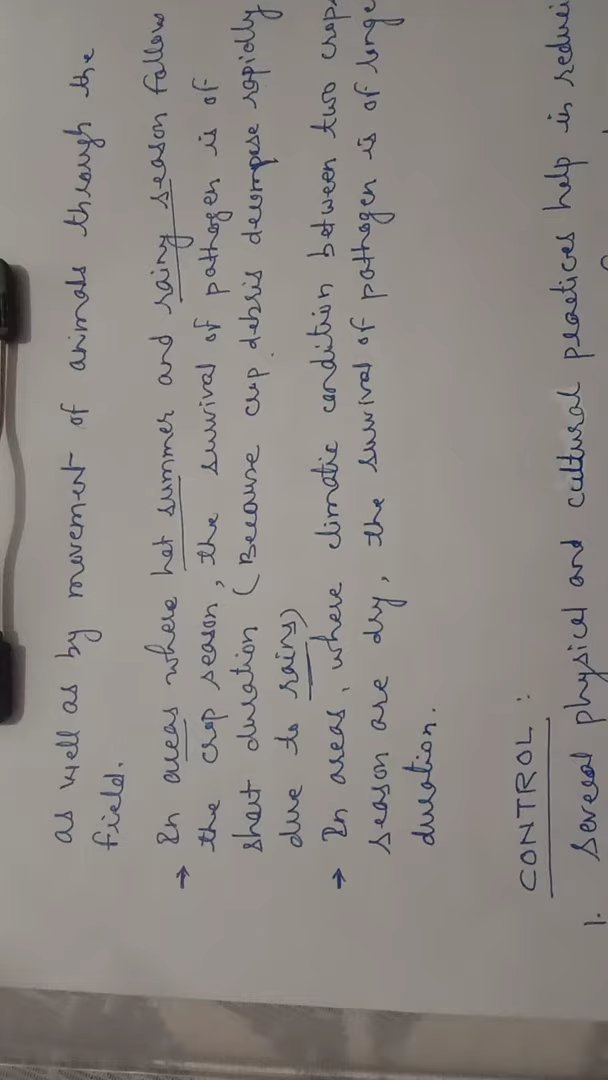 as well as by movement of animals through the
field.
→ In areas where hot summer and rainy season follow
the crop season, the survival of pathogen is of
short duration (Because crop debris decompose rapidly
due to rains)
→ In areas, where climatic condition between two crop
season are dry, the survival of pathogen is of longe
duration.
CONTROL:
1. Several physical and cultural practices help in reduci